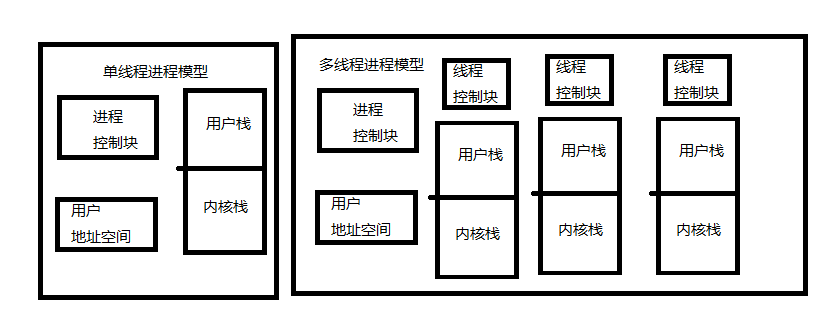 单线程进程模型
进程
控制块
用户栈
用户
地址空间
内核栈
多线程进程模型
进程
控制块
用户
地址空间
线程
控制块
用户栈
内核栈
线程
控制块
用户栈
内核栈
线程
控制块
用户栈
内核栈